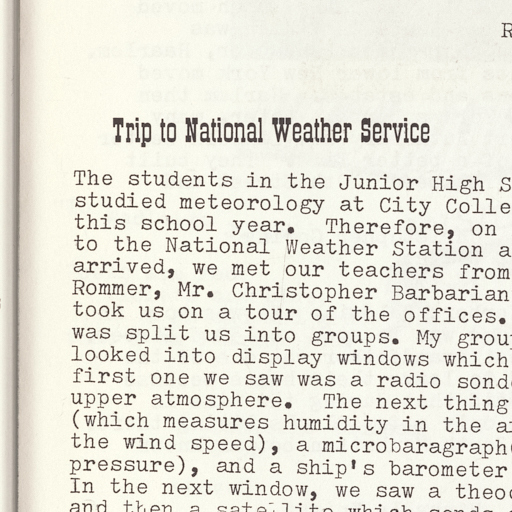 R
Trip to National Weather Service
The students in the Junior High S
studied meteorology at City Colle
this school year. Therefore, on
to the National Weather Station a
arrived, we met our teachers from
Rommer, Mr. Christopher Barbarian
took us on a tour of the offices.
was split us into groups. My group
looked into display windows which
first one we saw was a radio sond
upper atmosphere. The next thing
(which measures humidity in the ai
the wind speed), a microbaragraph
pressure), and a ship's barometer
In the next window, we saw a theod
and then a satellite which sends